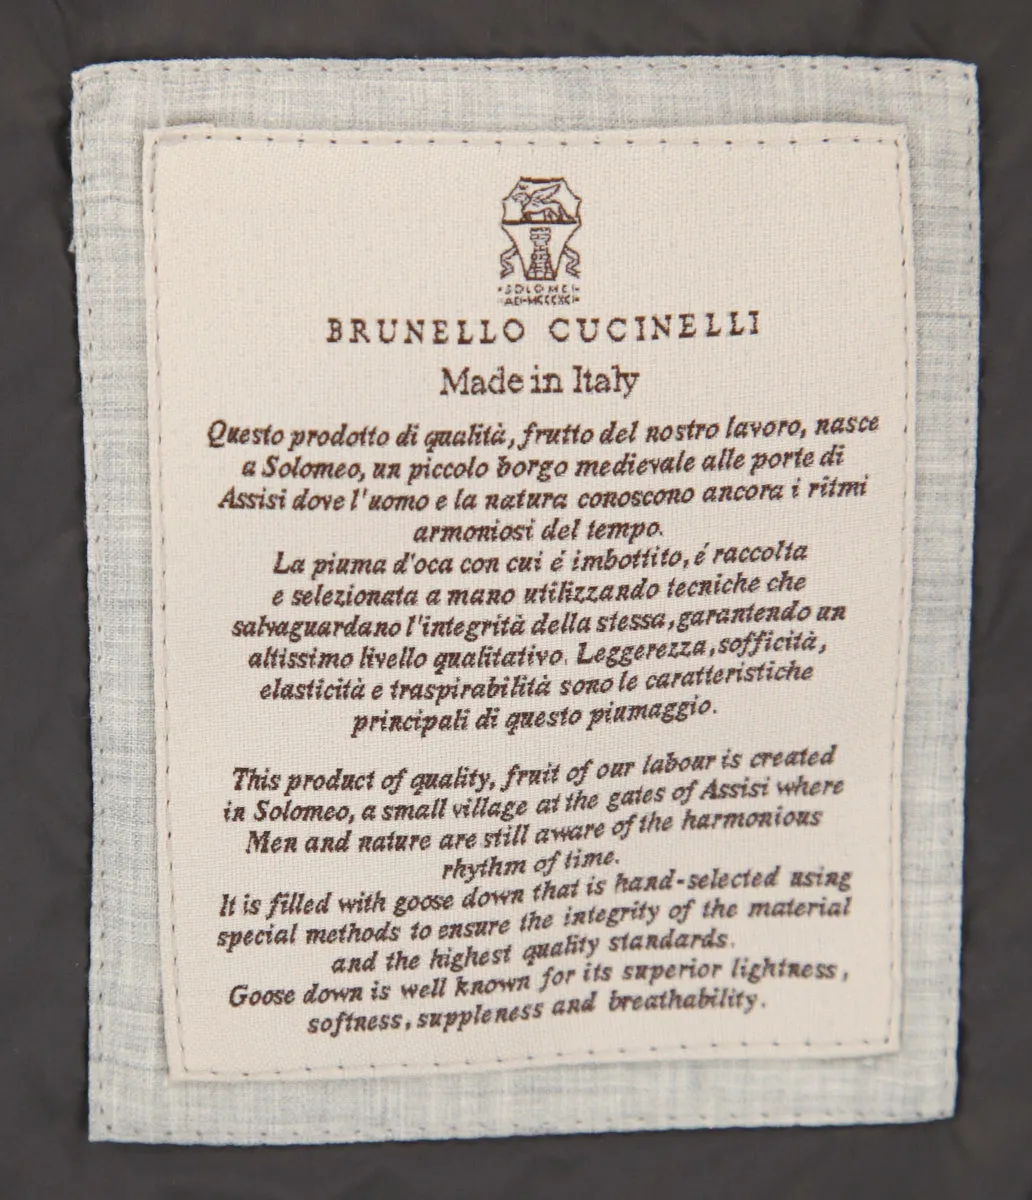 SOLOMEI
BRUNELLO CUCINELLI
Made in Italy
Questo prodotto di qualità, frutto del nostro lavoro, nasce
a Solomeo, un piccolo borgo medievale alle porte di
Assisi dove l'uomo e la natura conoscono ancora i ritmi
armoniosi del tempo.
La piuma d'oca con cui é imbottito, é raccolta
e selezionata a mano utilizzando tecniche che
salvaguardano l'integrità della stessa, garantendo un
altissimo livello qualitativo. Leggerezza, sofficità,
elasticità e traspirabilità sono le caratteristiche
principali di questo piumaggio.
This product of quality, fruit of our labour is created
in Solomeo, a small village at the gates of Assisi where
Men and nature are still aware of the harmonious
rhythm of time.
It is filled with goose down that is hand-selected using
special methods to ensure the integrity of the material
and the highest quality standards.
Goose down is well known for its superior lightness,
softness, suppleness and breathability.